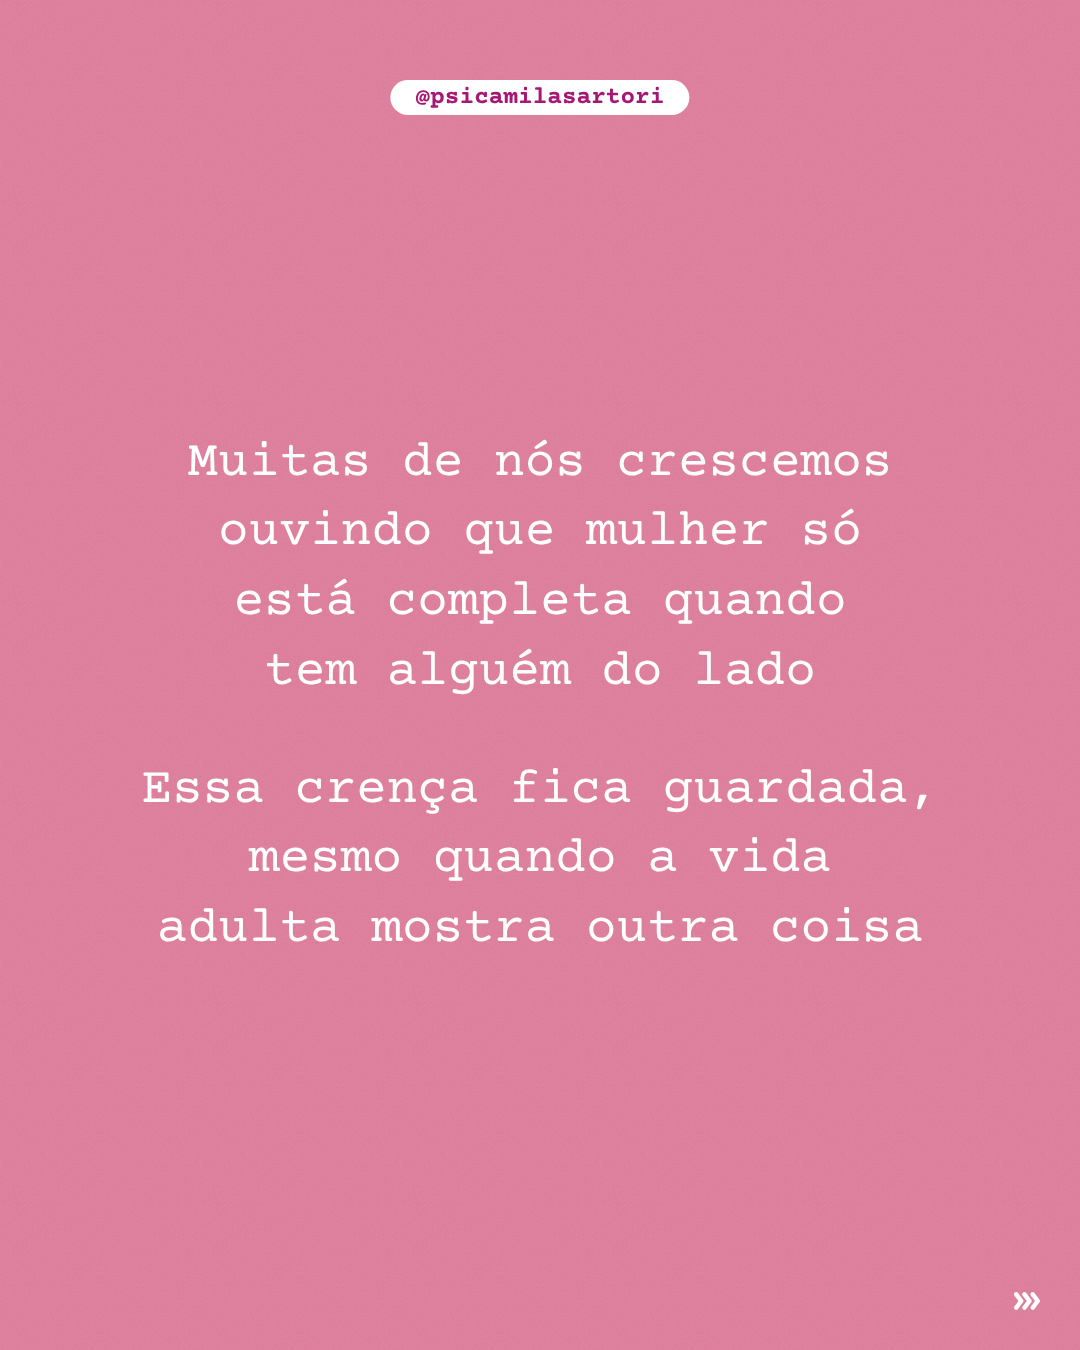 @psicamilasartori
Muitas de nós crescemos
ouvindo que mulher só
está completa quando
tem alguém do lado
Essa crença fica guardada,
mesmo quando a vida
adulta mostra outra coisa